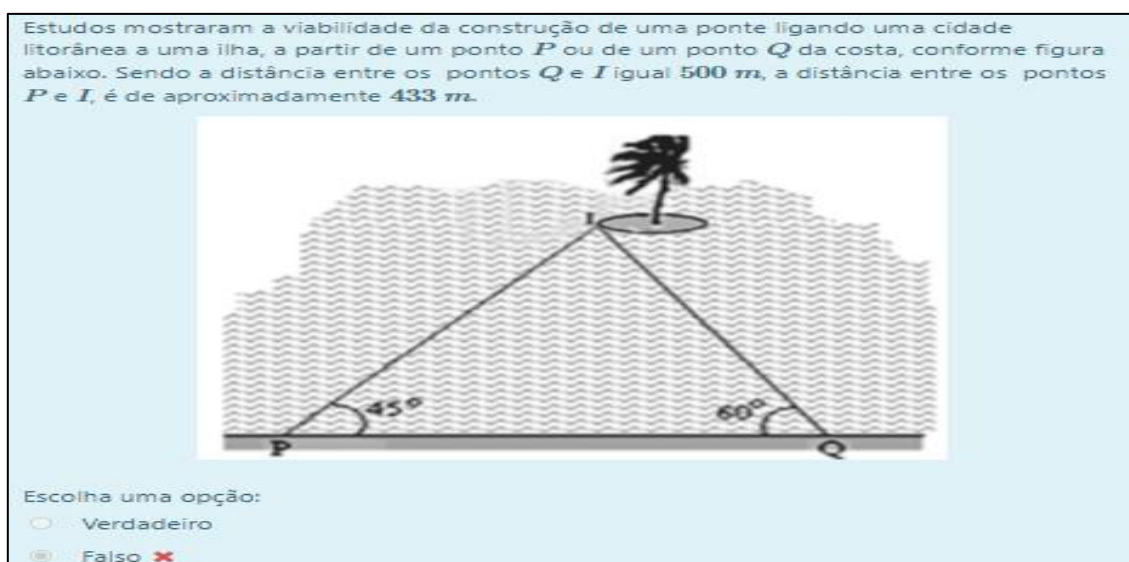 Estudos mostraram a viabilidade da construção de uma ponte ligando uma cidade
litorânea a uma ilha, a partir de um ponto P ou de um ponto Q da costa, conforme figura
abaixo. Sendo a distância entre os pontos Q e I igual 500 m, a distância entre os pontos
P e I, é de aproximadamente 433 m.
I
45° 60°
P Q
Escolha uma opção:
Verdadeiro
Falso